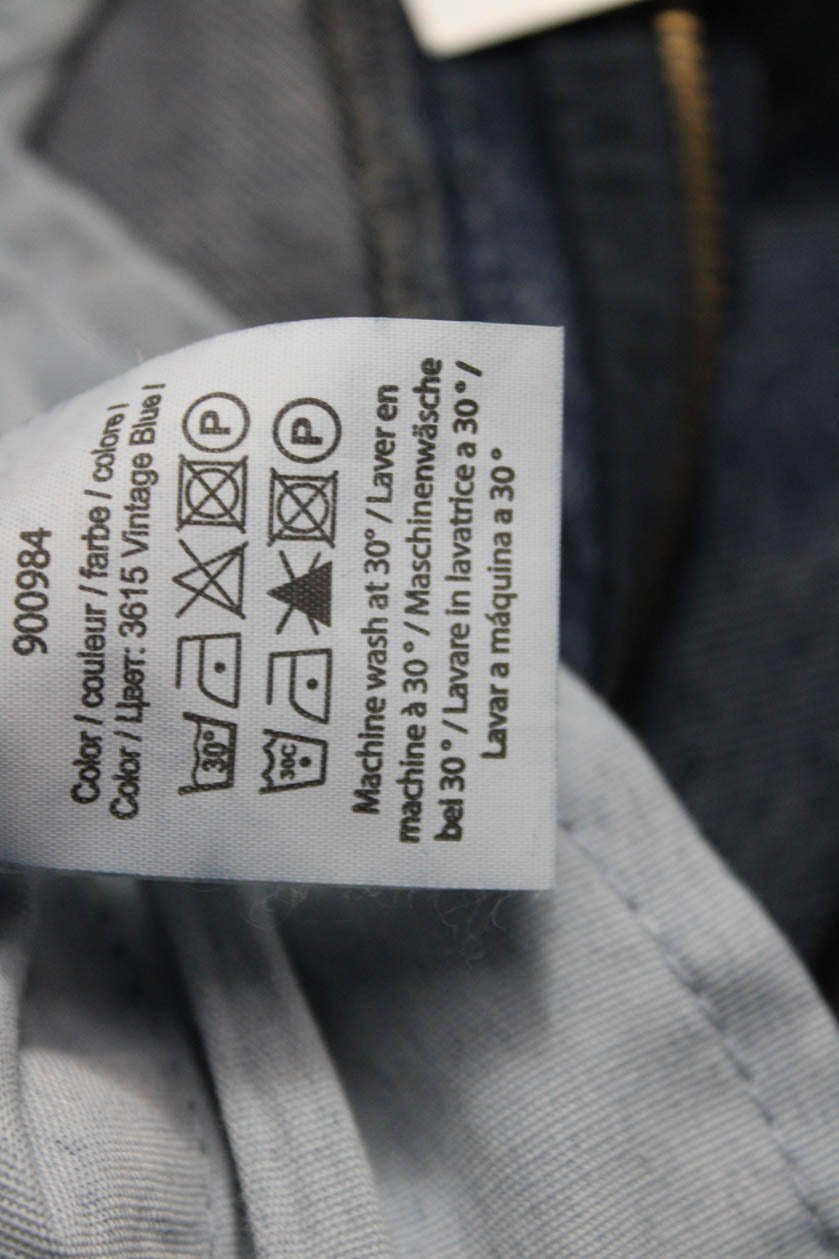 900984
Color / couleur / farbe / colore /
Color / Цвет: 3615 Vintage Blue /
30° P
30C P
Machine wash at 30° / Laver en
machine à 30° / Maschinenwäsche
bei 30° / Lavare in lavatrice a 30° /
Lavar a máquina a 30°